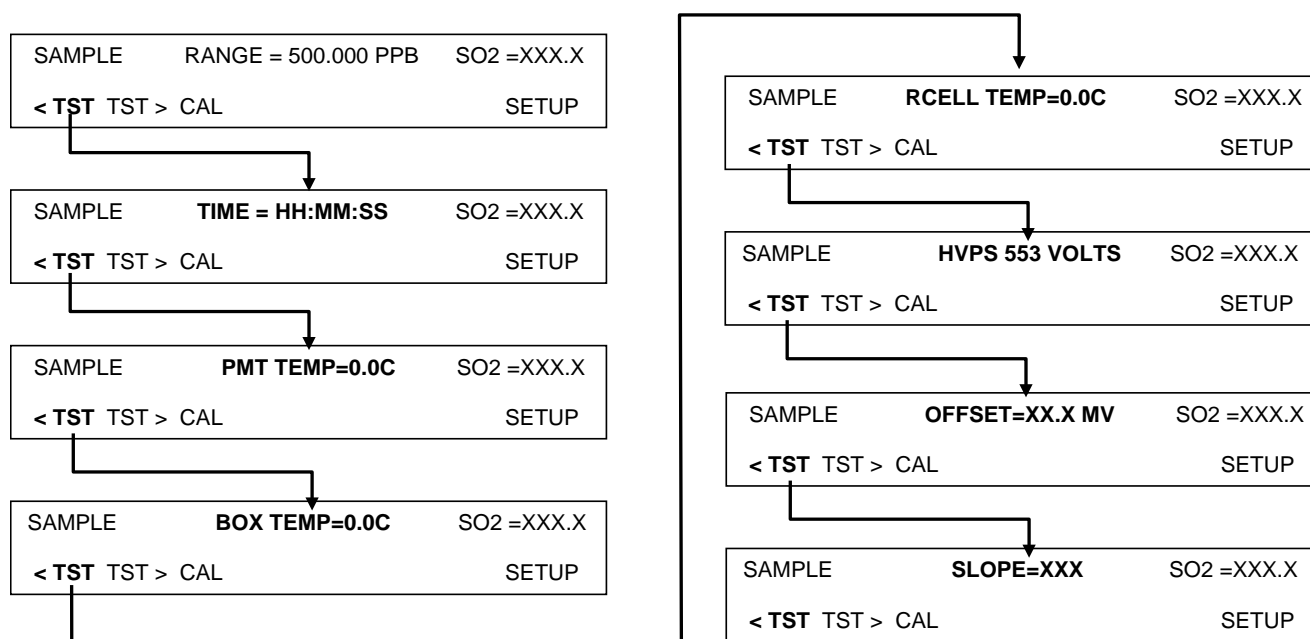 SAMPLE RANGE = 500.000 PPB SO2 =XXX.X
< TST TST > CAL SETUP
SAMPLE TIME = HH:MM:SS SO2 =XXX.X
< TST TST > CAL SETUP
SAMPLE PMT TEMP=0.0C SO2 =XXX.X
< TST TST > CAL SETUP
SAMPLE BOX TEMP=0.0C SO2 =XXX.X
< TST TST > CAL SETUP
SAMPLE RCELL TEMP=0.0C SO2 =XXX.X
< TST TST > CAL SETUP
SAMPLE HVPS 553 VOLTS SO2 =XXX.X
< TST TST > CAL SETUP
SAMPLE OFFSET=XX.X MV SO2 =XXX.X
< TST TST > CAL SETUP
SAMPLE SLOPE=XXX SO2 =XXX.X
< TST TST > CAL SETUP